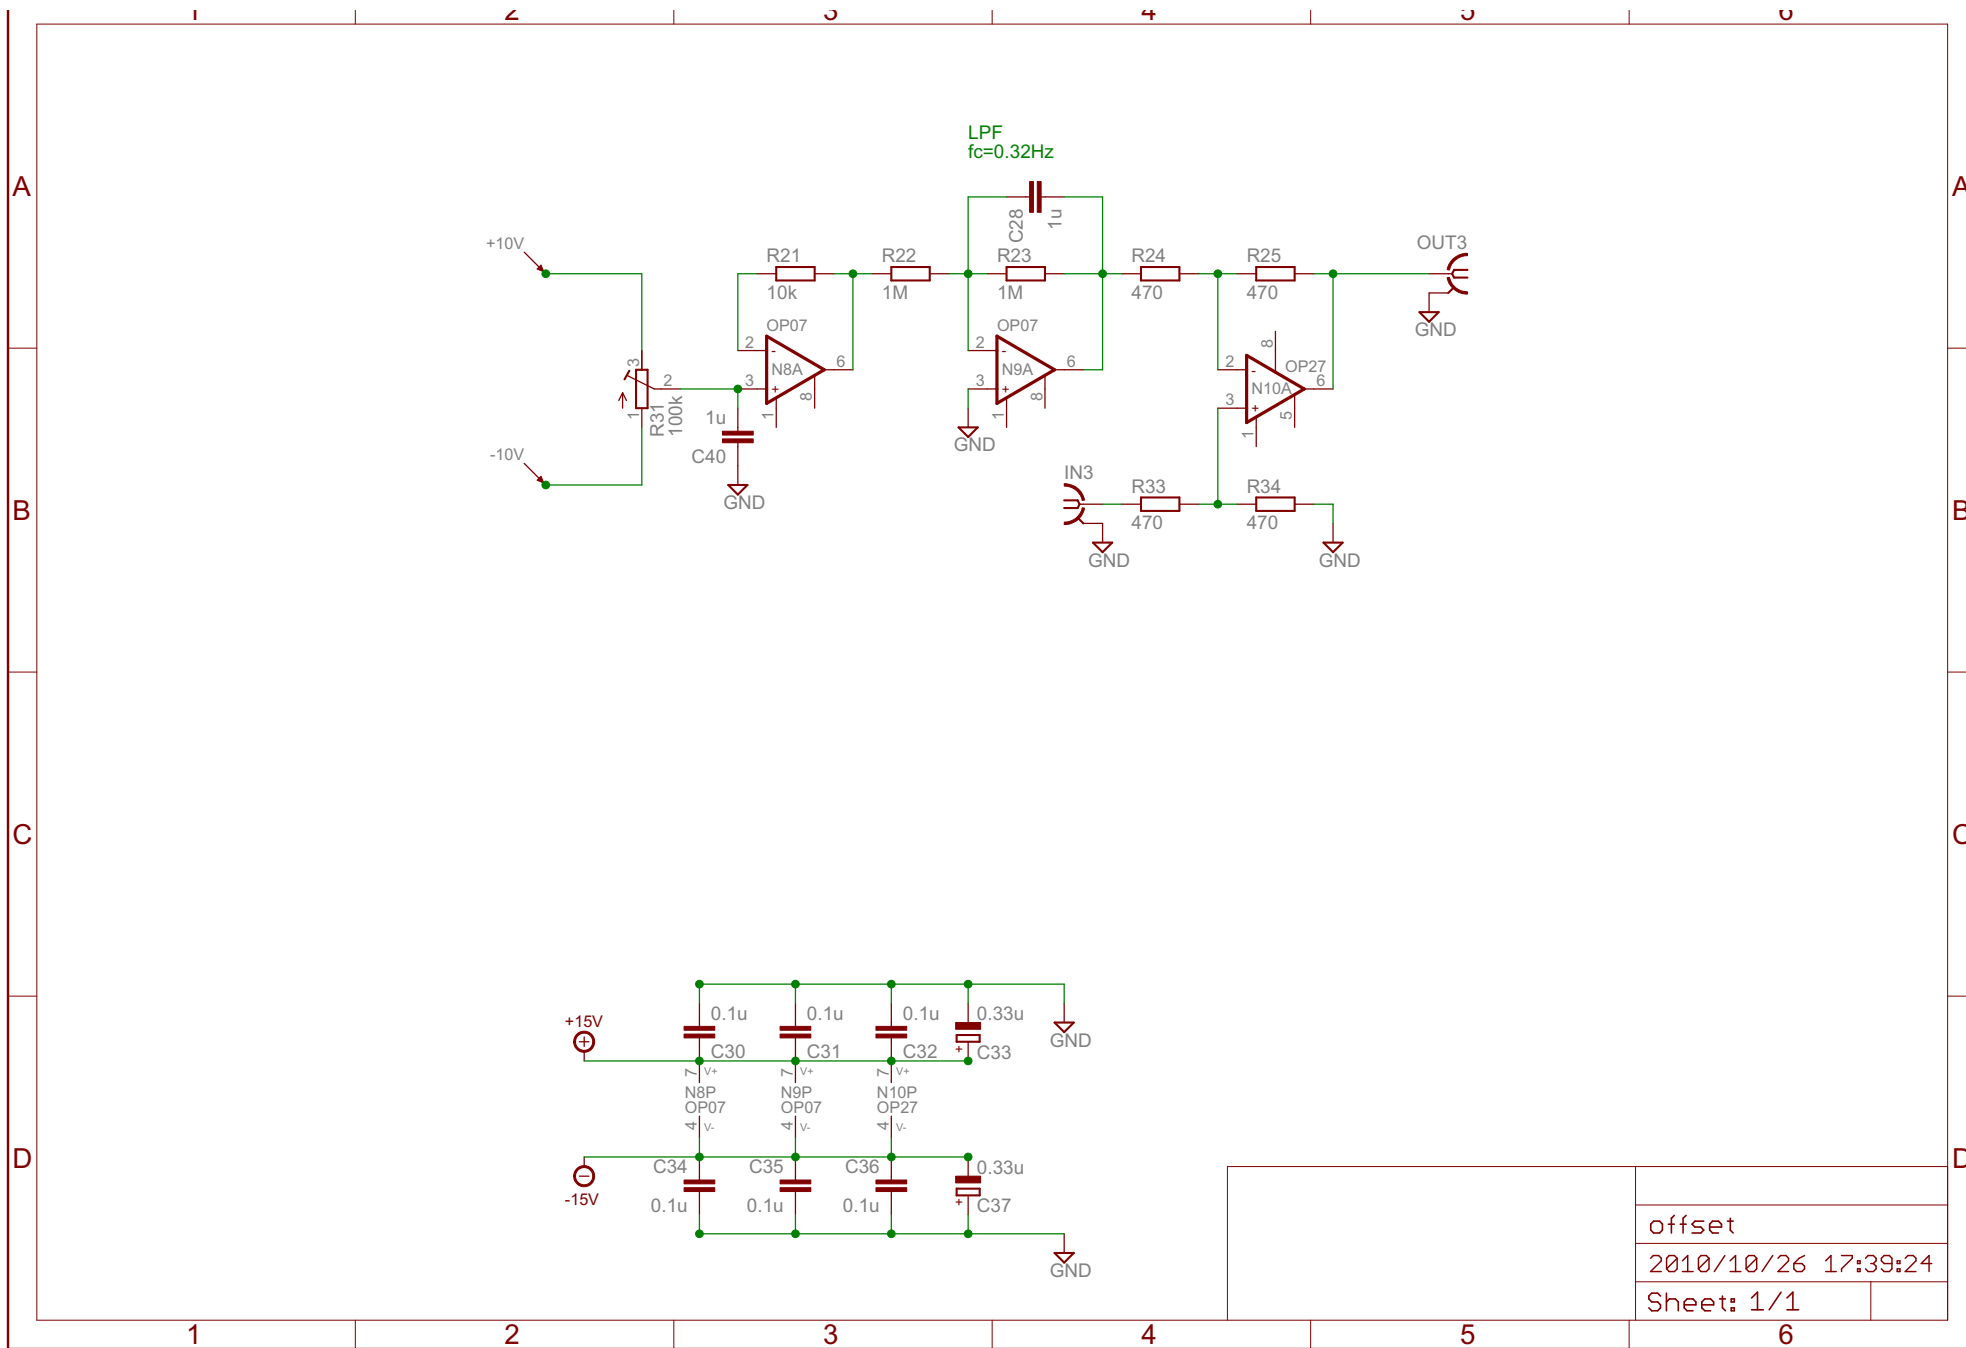 1 2 3 4 5 6
LPF
fc=0.32Hz
A A
C28
1u
+10V
R21 R22 R23 R24 R25 OUT3
10k 1M 1M 470 470
GND
OP07 OP07
2 - 6 2 - 6 8
N8A N9A OP27
3 + 3 + 2 - 6
1 8 1 8 N10A
3 + 5
1
3
2
1
R31
100k
1u
C40
GND
GND
-10V
IN3
R33 R34
470 470
GND GND
B B
C C
0.1u 0.1u 0.1u 0.33u
+15V
GND
C30 C31 C32 + C33
7 V+ 7 V+ 7 V+
N8P N9P N10P
OP07 OP07 OP27
4 V- 4 V- 4 V-
D D
C34 C35 C36 0.33u
-15V
0.1u 0.1u 0.1u + C37
GND
offset
2010/10/26 17:39:24
Sheet: 1/1
1 2 3 4 5 6